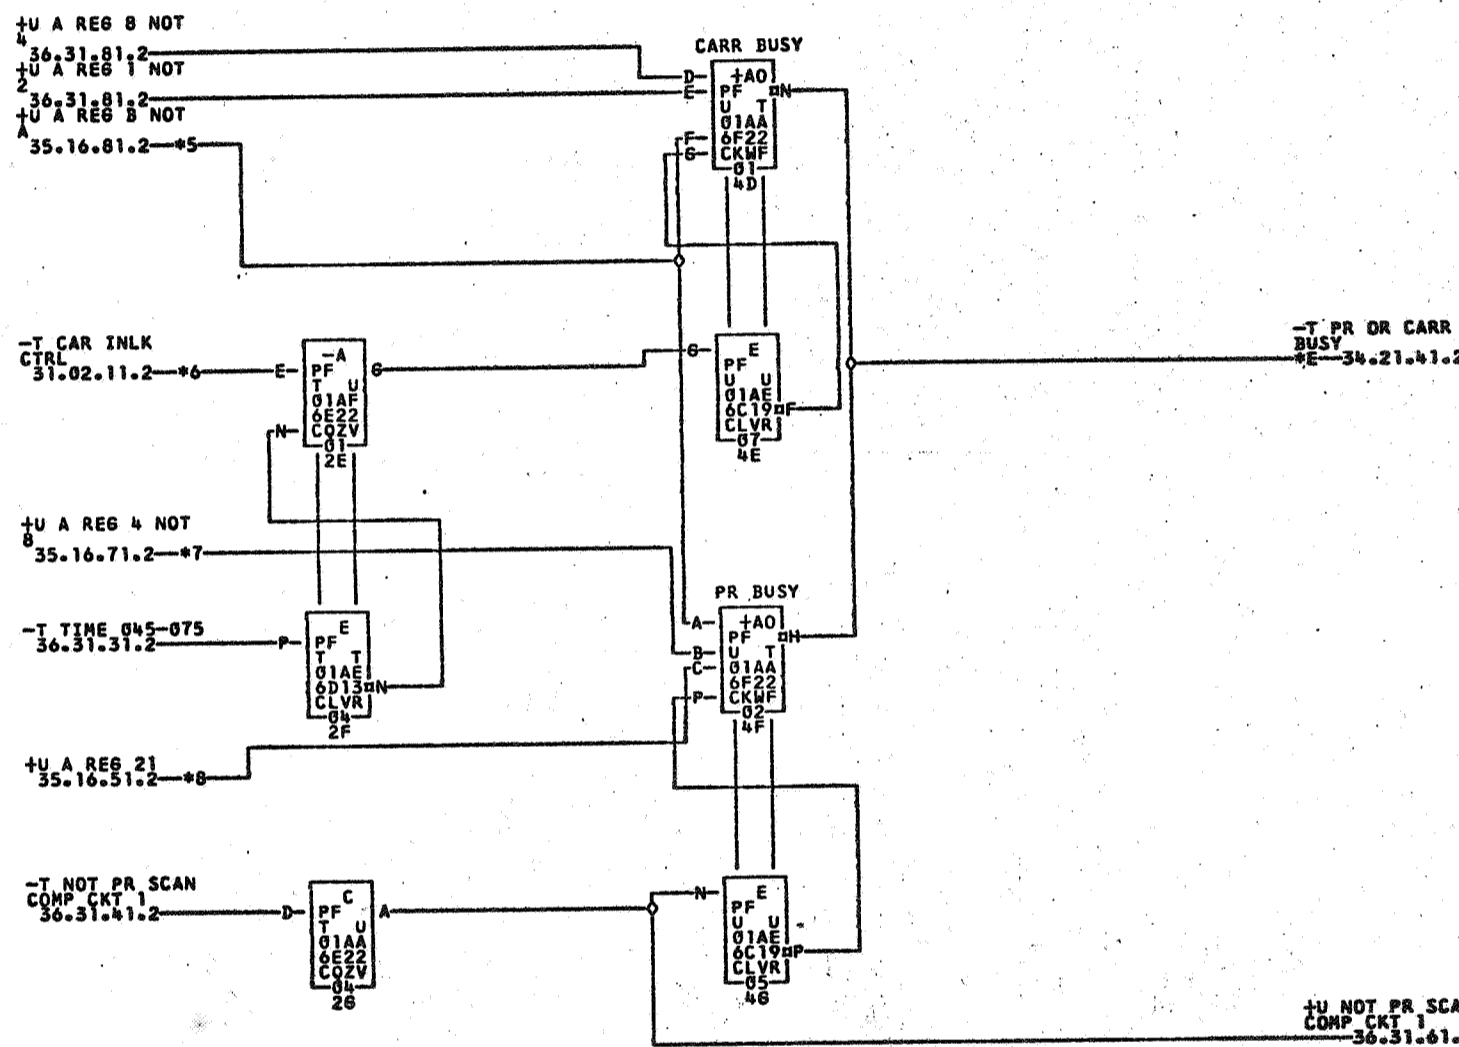 +U A REG 8 NOT
4
36.31.81.2
+U A REG 1 NOT
2
36.31.81.2
+U A REG B NOT
A
35.16.81.2 *5
CARR BUSY
D +AO
E PF N
U T
01AA
F 6F22
G CKWF
01
4D
-T CAR INLK
CTRL
31.02.11.2 *6
-A
E PF G
T U
01AF
6E22
N CQZV
01
2E
G E
PF
U U
01AE
6C19 F
CLVR
07
4E
-T PR OR CARR
BUSY
*E 34.21.41.2
+U A REG 4 NOT
8
35.16.71.2 *7
-T TIME 045-075
36.31.31.2
E
P PF
T T
01AE
6D13 N
CLVR
04
2F
PR BUSY
A +AO
PF H
B U T
C 01AA
6F22
P CKWF
02
4F
+U A REG 21
35.16.51.2 *8
-T NOT PR SCAN
COMP CKT 1
36.31.41.2
C
D PF A
T U
01AA
6E22
CQZV
04
2G
N E
PF
U U
01AE
6C19 P
CLVR
05
4G
+U NOT PR SCA
COMP CKT 1
36.31.61.